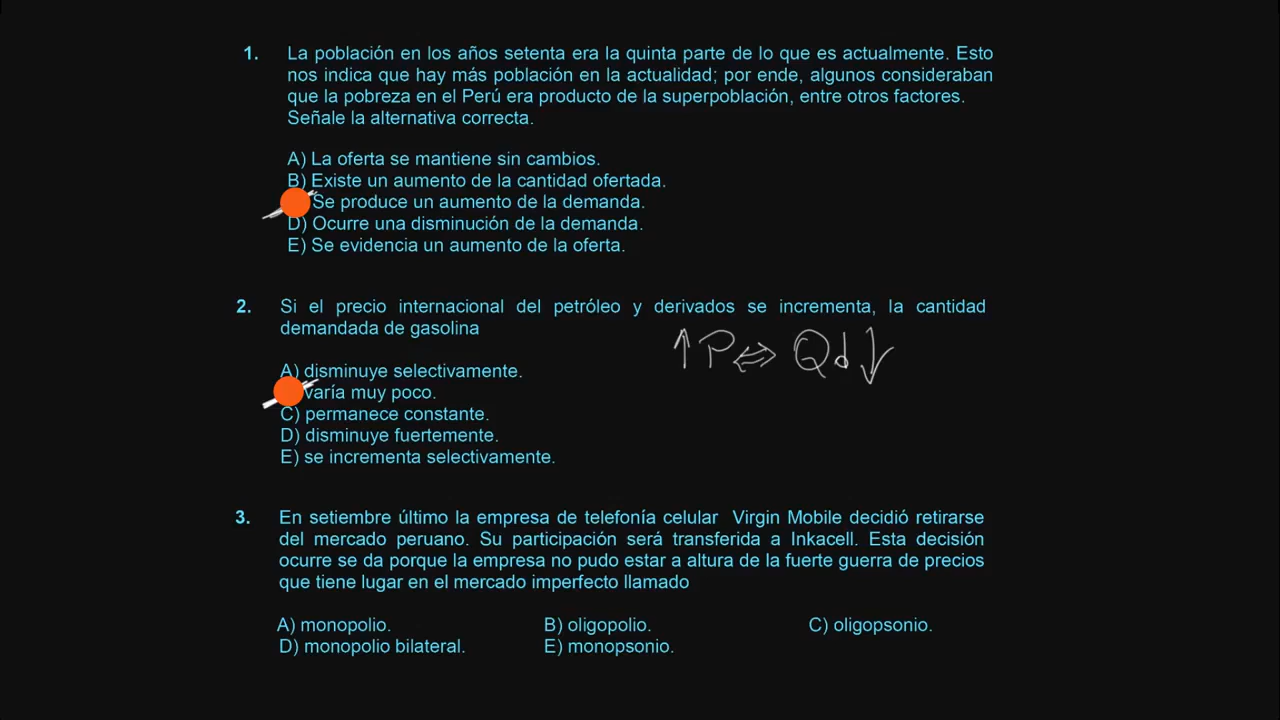 1. La población en los años setenta era la quinta parte de lo que es actualmente. Esto
nos indica que hay más población en la actualidad; por ende, algunos consideraban
que la pobreza en el Perú era producto de la superpoblación, entre otros factores.
Señale la alternativa correcta.
A) La oferta se mantiene sin cambios.
B) Existe un aumento de la cantidad ofertada.
Se produce un aumento de la demanda.
D) Ocurre una disminución de la demanda.
E) Se evidencia un aumento de la oferta.
2. Si el precio internacional del petróleo y derivados se incrementa, la cantidad
demandada de gasolina
↑P ⇔ Qd↓
A) disminuye selectivamente.
varía muy poco.
C) permanece constante.
D) disminuye fuertemente.
E) se incrementa selectivamente.
3. En setiembre último la empresa de telefonía celular Virgin Mobile decidió retirarse
del mercado peruano. Su participación será transferida a Inkacell. Esta decisión
ocurre se da porque la empresa no pudo estar a altura de la fuerte guerra de precios
que tiene lugar en el mercado imperfecto llamado
A) monopolio. B) oligopolio. C) oligopsonio.
D) monopolio bilateral. E) monopsonio.